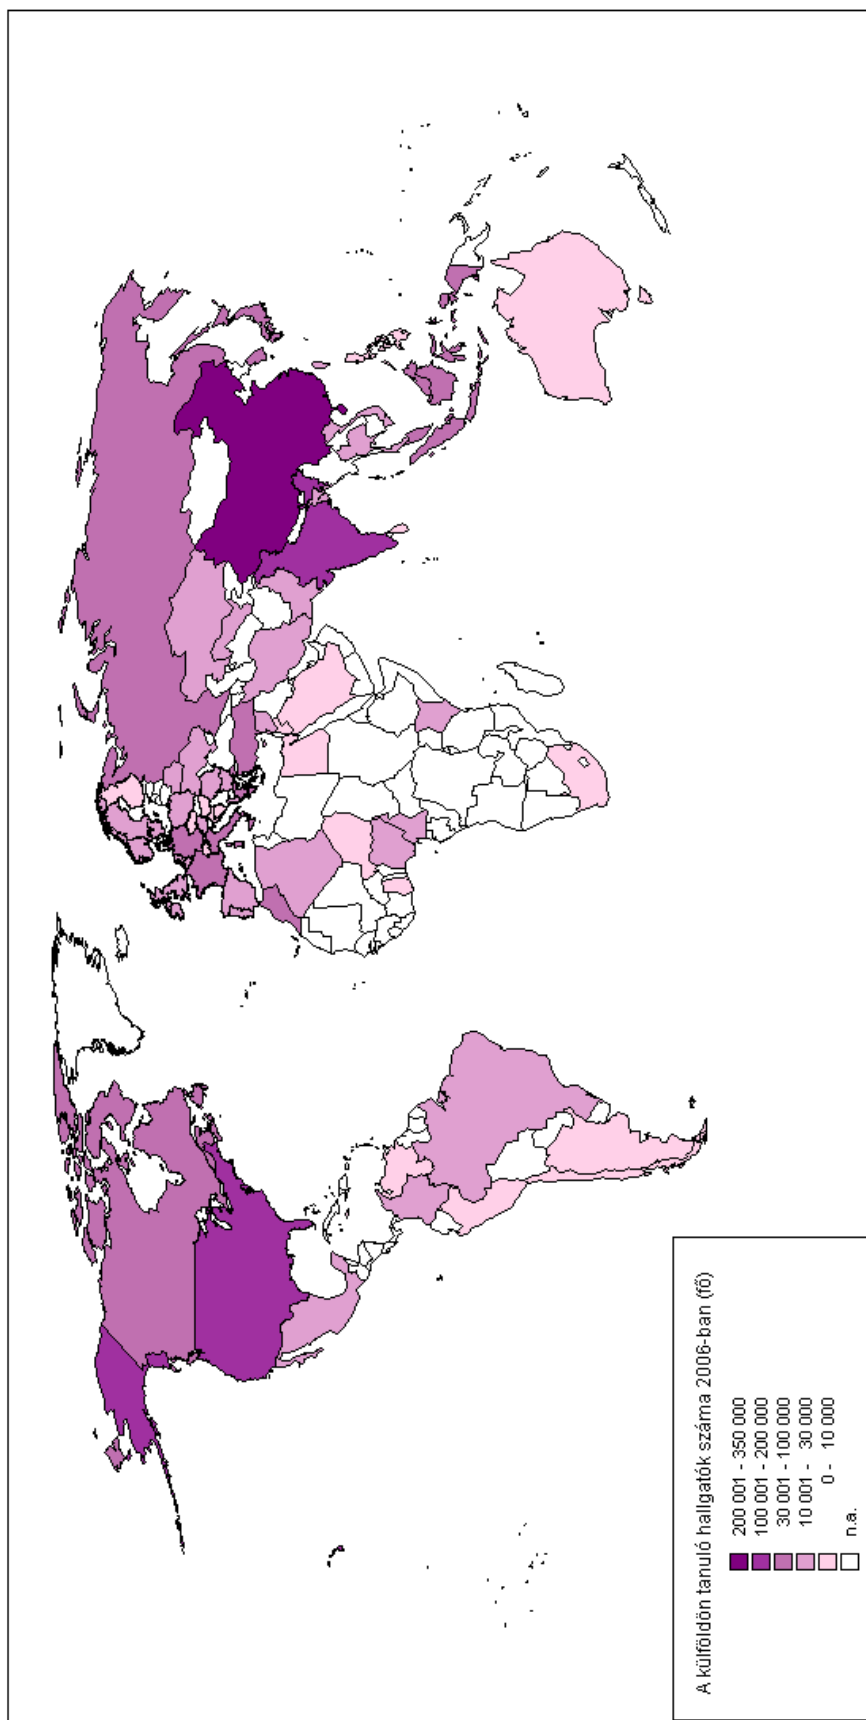 A külföldön tanuló hallgatók száma 2006-ban (fő)
200 001 - 350 000
100 001 - 200 000
30 001 - 100 000
10 001 - 30 000
0 - 10 000
n.a.